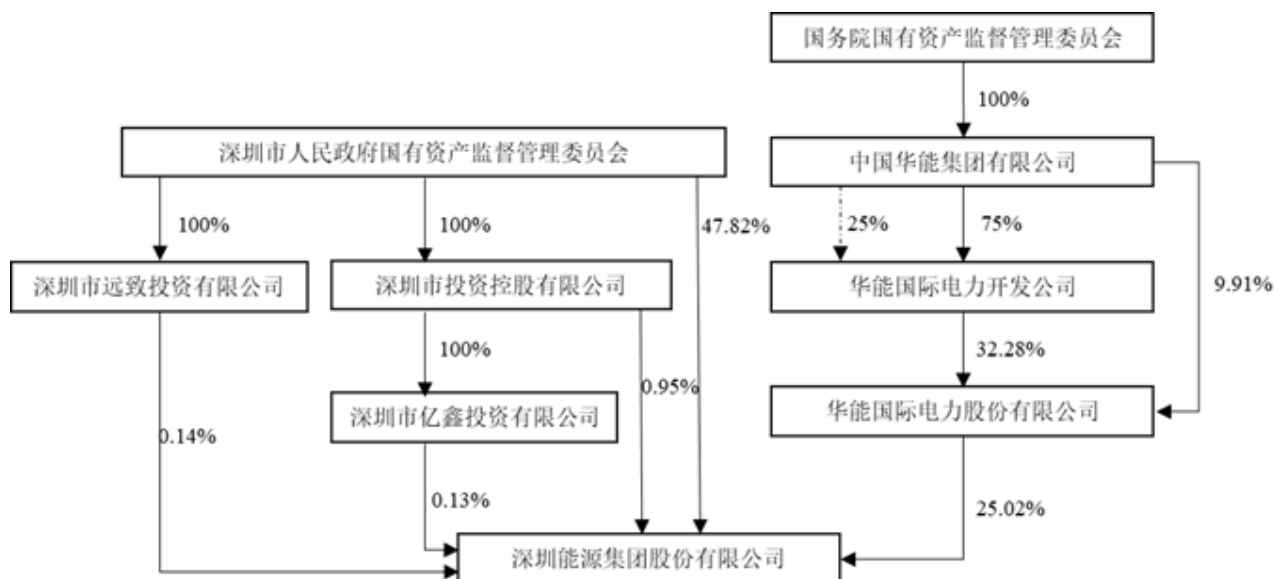 国务院国有资产监督管理委员会
100%
深圳市人民政府国有资产监督管理委员会
中国华能集团有限公司
100%
100%
47.82%
25%
75%
9.91%
深圳市远致投资有限公司
深圳市投资控股有限公司
华能国际电力开发公司
100%
0.95%
32.28%
深圳市亿鑫投资有限公司
华能国际电力股份有限公司
0.14%
0.13%
25.02%
深圳能源集团股份有限公司